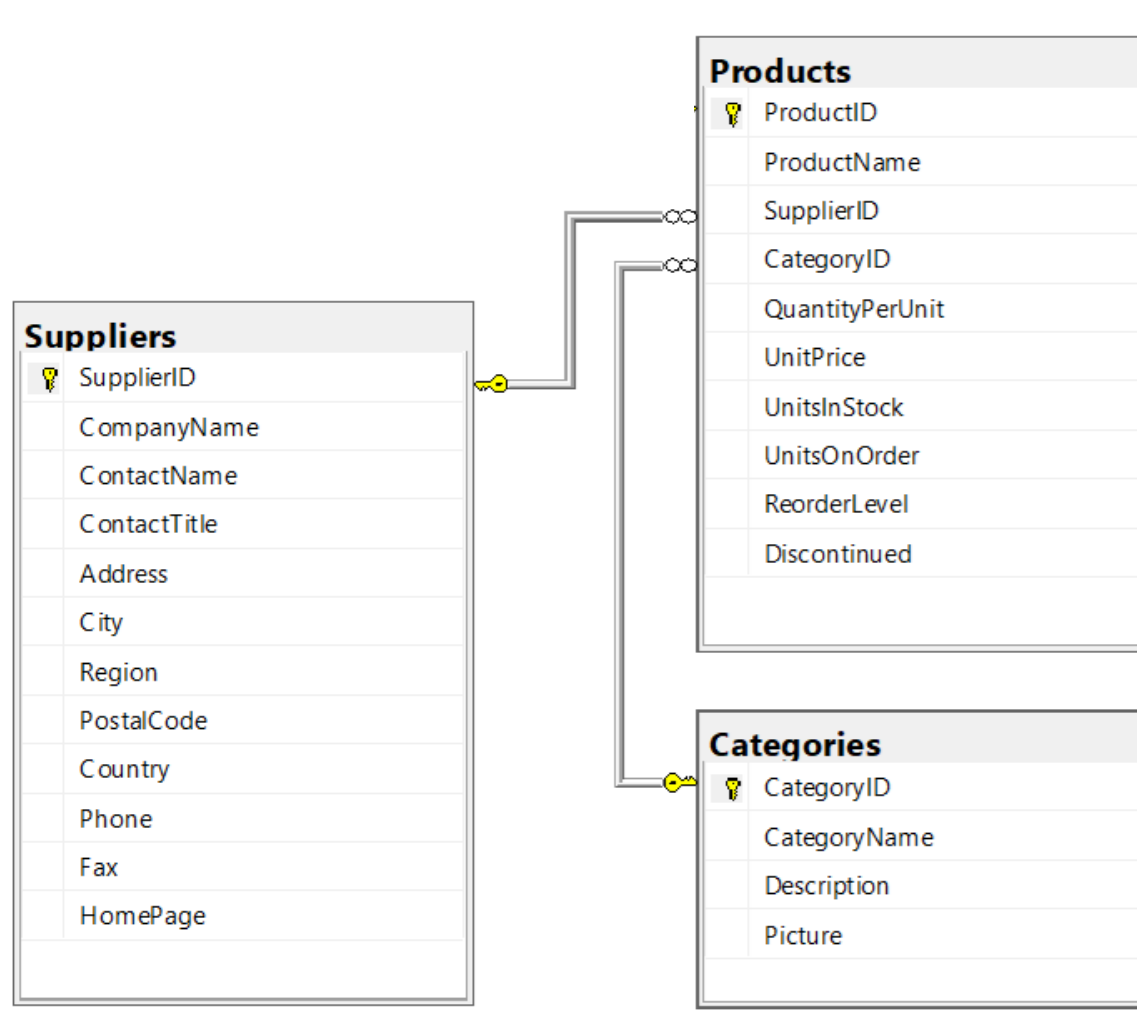 Products
ProductID
ProductName
SupplierID
CategoryID
QuantityPerUnit
UnitPrice
UnitsInStock
UnitsOnOrder
ReorderLevel
Discontinued
Suppliers
SupplierID
CompanyName
ContactName
ContactTitle
Address
City
Region
PostalCode
Country
Phone
Fax
HomePage
Categories
CategoryID
CategoryName
Description
Picture